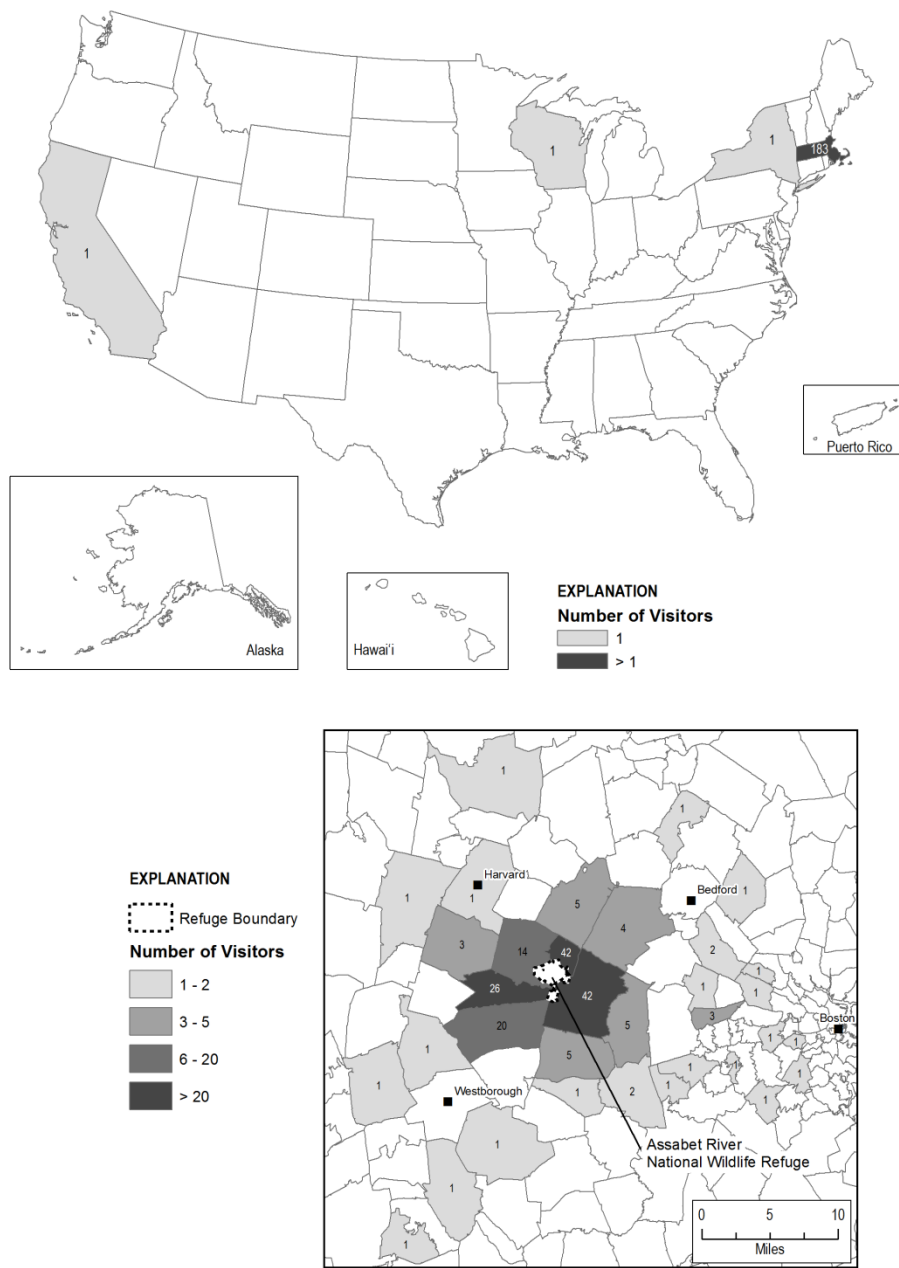 1
1
183
1
Puerto Rico
Alaska
Hawai'i
EXPLANATION
Number of Visitors
1
> 1
EXPLANATION
Refuge Boundary
Number of Visitors
1 - 2
3 - 5
6 - 20
> 20
1
1
Harvard
1
1
5
Bedford
1
4
3
14
42
2
26
42
1
1
1
3
Boston
20
5
1
1
1
5
1
1
1
1
1
Westborough
1
2
1
1
1
Assabet River
National Wildlife Refuge
1
1
0 5 10
Miles